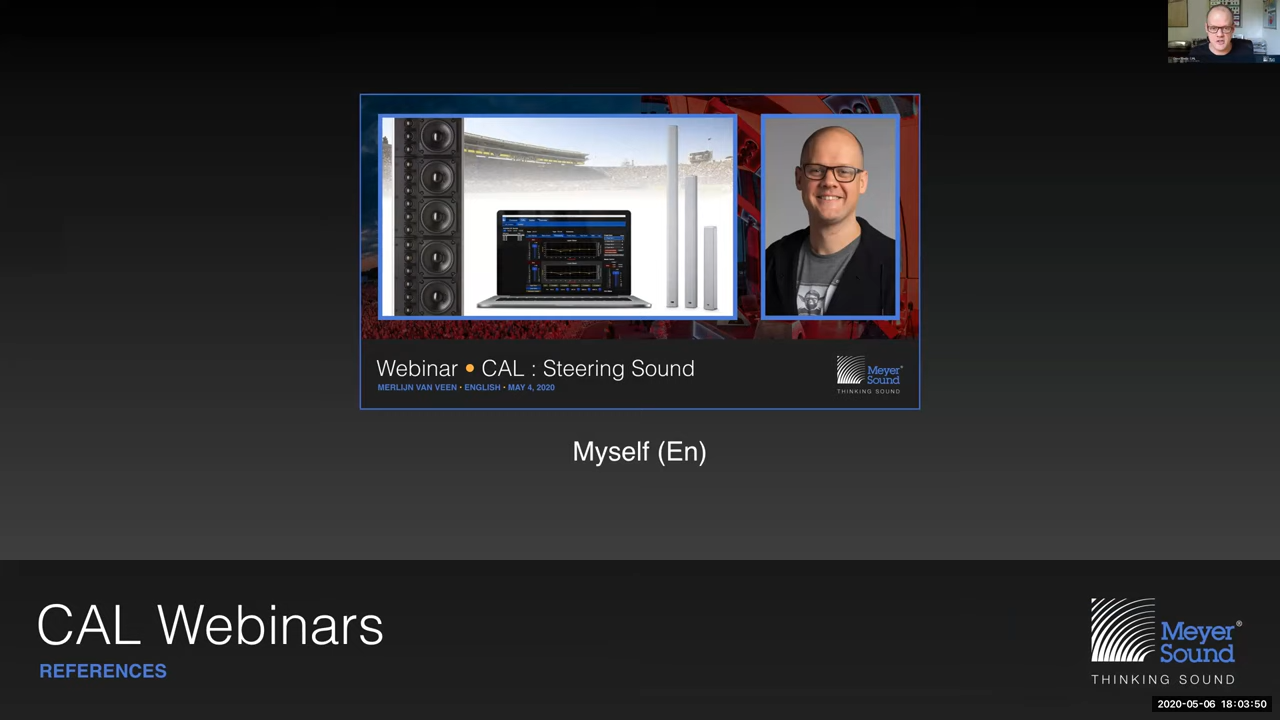 Webinar • CAL : Steering Sound
MERLIJN VAN VEEN • ENGLISH • MAY 4, 2020
Meyer®
Sound
THINKING SOUND
Myself (En)
CAL Webinars
REFERENCES
Meyer®
Sound
THINKING SOUND
2020-05-06 18:03:50